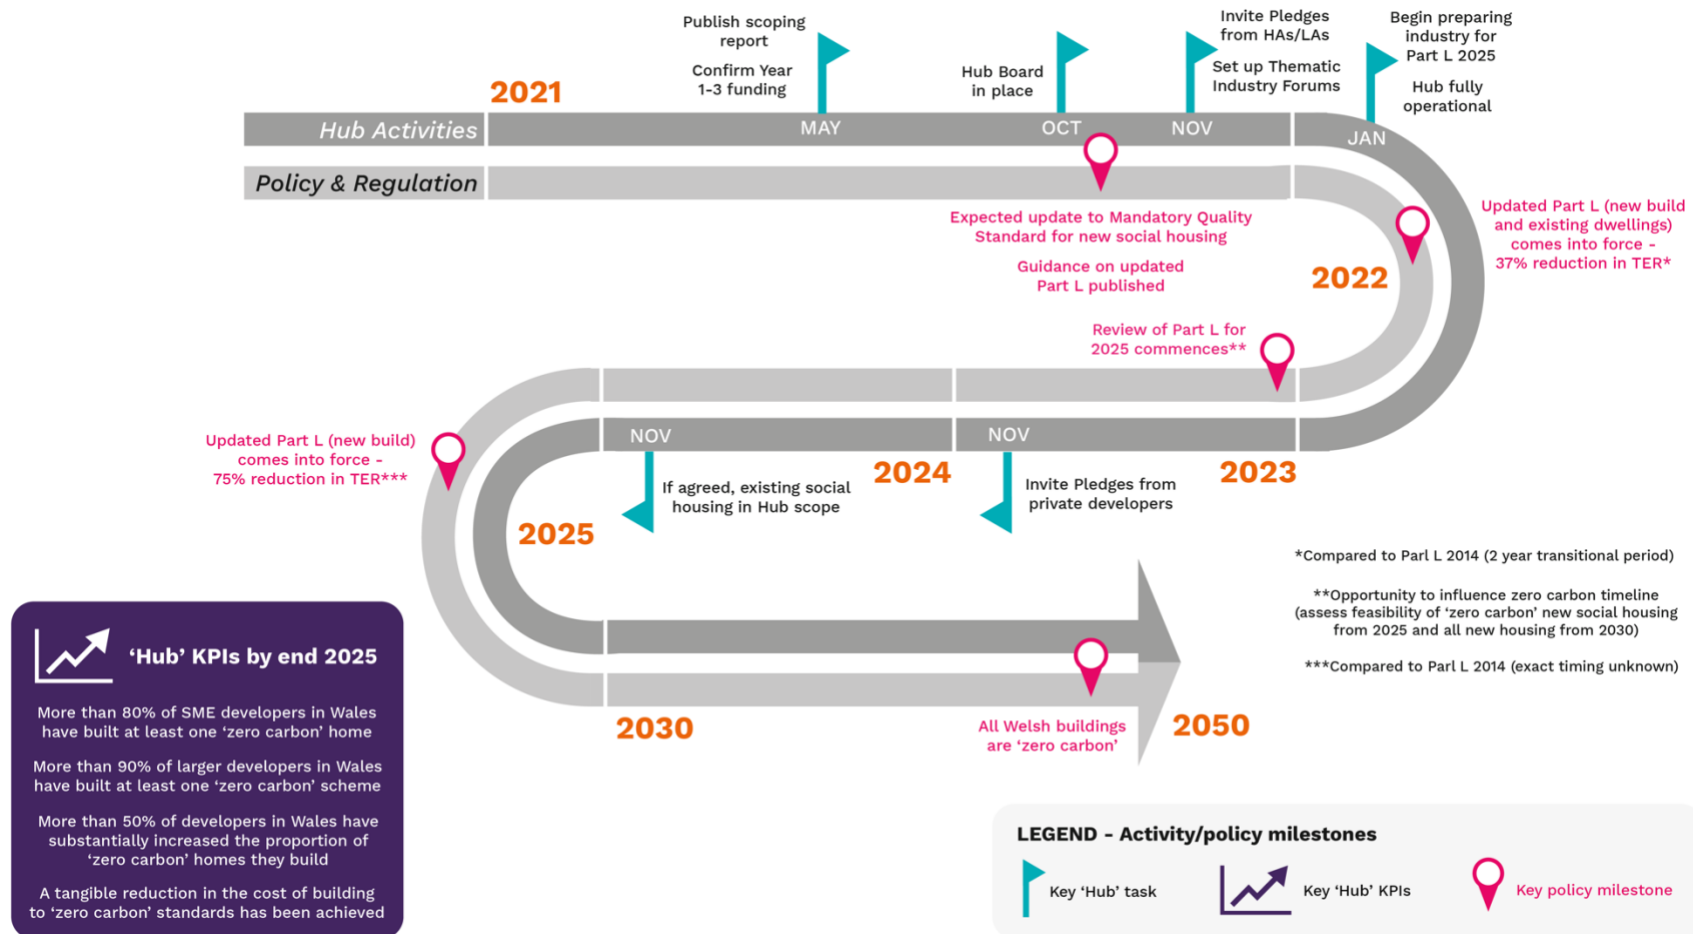 2021
Hub Activities
Policy & Regulation
Publish scoping
report
Confirm Year
1-3 funding
MAY
Hub Board
in place
OCT
Invite Pledges
from HAs/LAs
Set up Thematic
Industry Forums
NOV
Begin preparing
industry for
Part L 2025
Hub fully
operational
JAN
Expected update to Mandatory Quality
Standard for new social housing
Guidance on updated
Part L published
Updated Part L (new build
and existing dwellings)
comes into force -
37% reduction in TER*
2022
Review of Part L for
2025 commences**
2023
NOV
Invite Pledges from
private developers
2024
NOV
If agreed, existing social
housing in Hub scope
Updated Part L (new build)
comes into force -
75% reduction in TER***
2025
2030
All Welsh buildings
are ‘zero carbon’
2050
*Compared to Parl L 2014 (2 year transitional period)
**Opportunity to influence zero carbon timeline
(assess feasibility of ‘zero carbon’ new social housing
from 2025 and all new housing from 2030)
***Compared to Parl L 2014 (exact timing unknown)
‘Hub’ KPIs by end 2025
More than 80% of SME developers in Wales
have built at least one ‘zero carbon’ home
More than 90% of larger developers in Wales
have built at least one ‘zero carbon’ scheme
More than 50% of developers in Wales have
substantially increased the proportion of
‘zero carbon’ homes they build
A tangible reduction in the cost of building
to ‘zero carbon’ standards has been achieved
LEGEND - Activity/policy milestones
Key ‘Hub’ task
Key ‘Hub’ KPIs
Key policy milestone